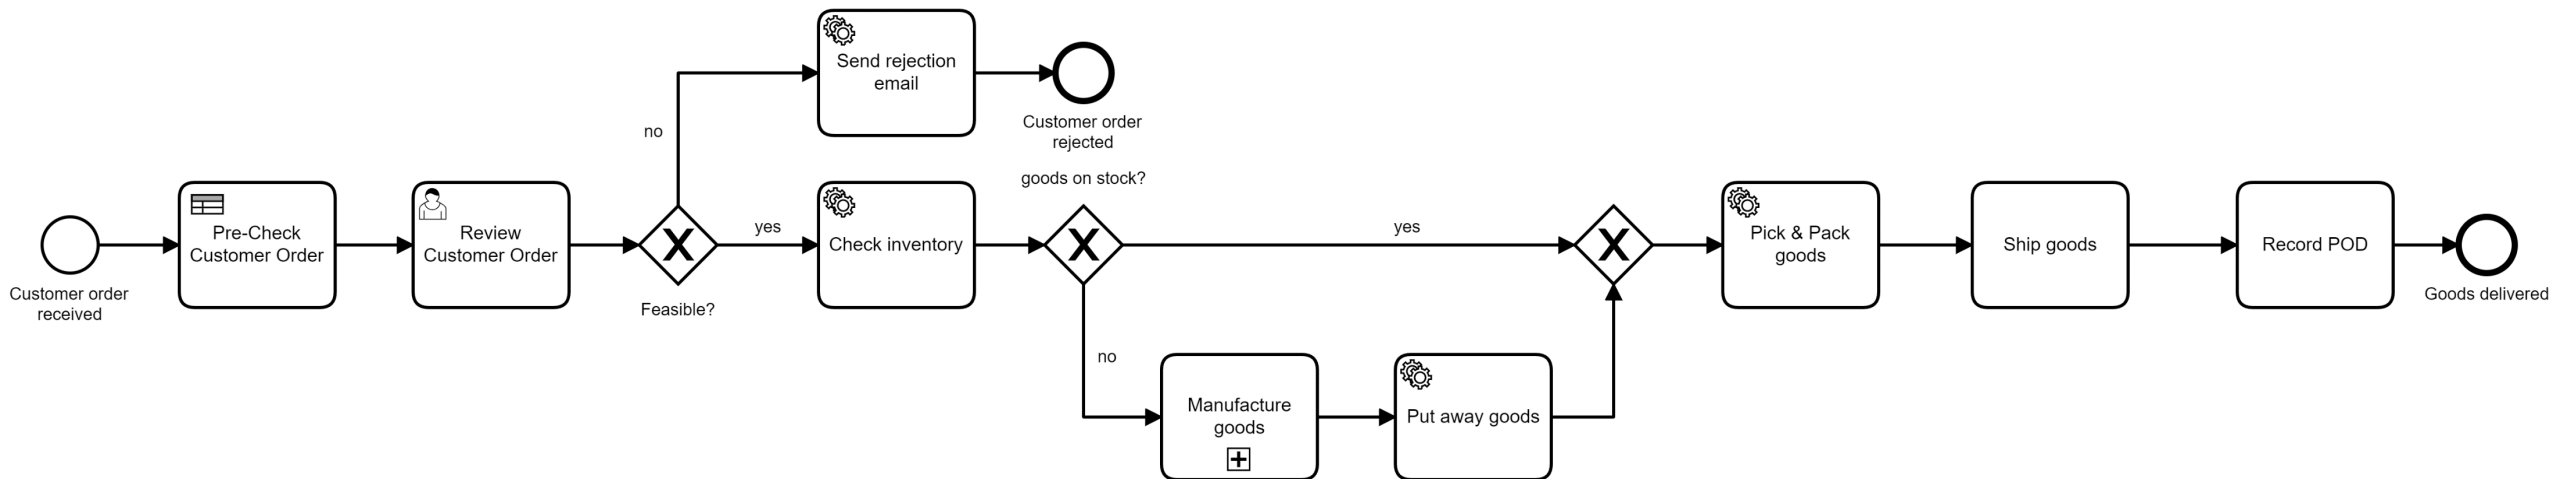 Send rejection
email
Customer order
rejected
no
goods on stock?
Pre-Check
Customer Order
Review
Customer Order
yes
Check inventory
yes
Pick & Pack
goods
Ship goods
Record POD
Customer order
received
Feasible?
Goods delivered
no
Manufacture
goods
Put away goods